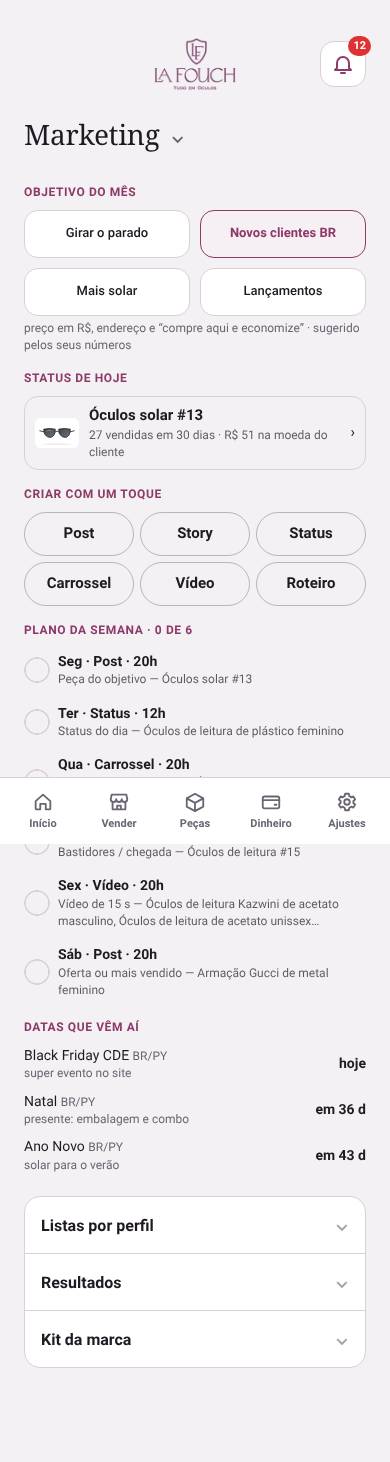 LF
LA FOUCH
TUDO EM ÓCULOS
12
Marketing
OBJETIVO DO MÊS
Girar o parado
Novos clientes BR
Mais solar
Lançamentos
preço em R$, endereço e “compre aqui e economize” · sugerido
pelos seus números
STATUS DE HOJE
Óculos solar #13
27 vendidas em 30 dias · R$ 51 na moeda do
cliente
›
CRIAR COM UM TOQUE
Post
Story
Status
Carrossel
Vídeo
Roteiro
PLANO DA SEMANA · 0 DE 6
Seg · Post · 20h
Peça do objetivo — Óculos solar #13
Ter · Status · 12h
Status do dia — Óculos de leitura de plástico feminino
Qua · Carrossel · 20h
Início
Vender
Peças
Dinheiro
Ajustes
Bastidores / chegada — Óculos de leitura #15
Sex · Vídeo · 20h
Vídeo de 15 s — Óculos de leitura Kazwini de acetato
masculino, Óculos de leitura de acetato unissex…
Sáb · Post · 20h
Oferta ou mais vendido — Armação Gucci de metal
feminino
DATAS QUE VÊM AÍ
Black Friday CDE BR/PY
super evento no site
hoje
Natal BR/PY
presente: embalagem e combo
em 36 d
Ano Novo BR/PY
solar para o verão
em 43 d
Listas por perfil
Resultados
Kit da marca